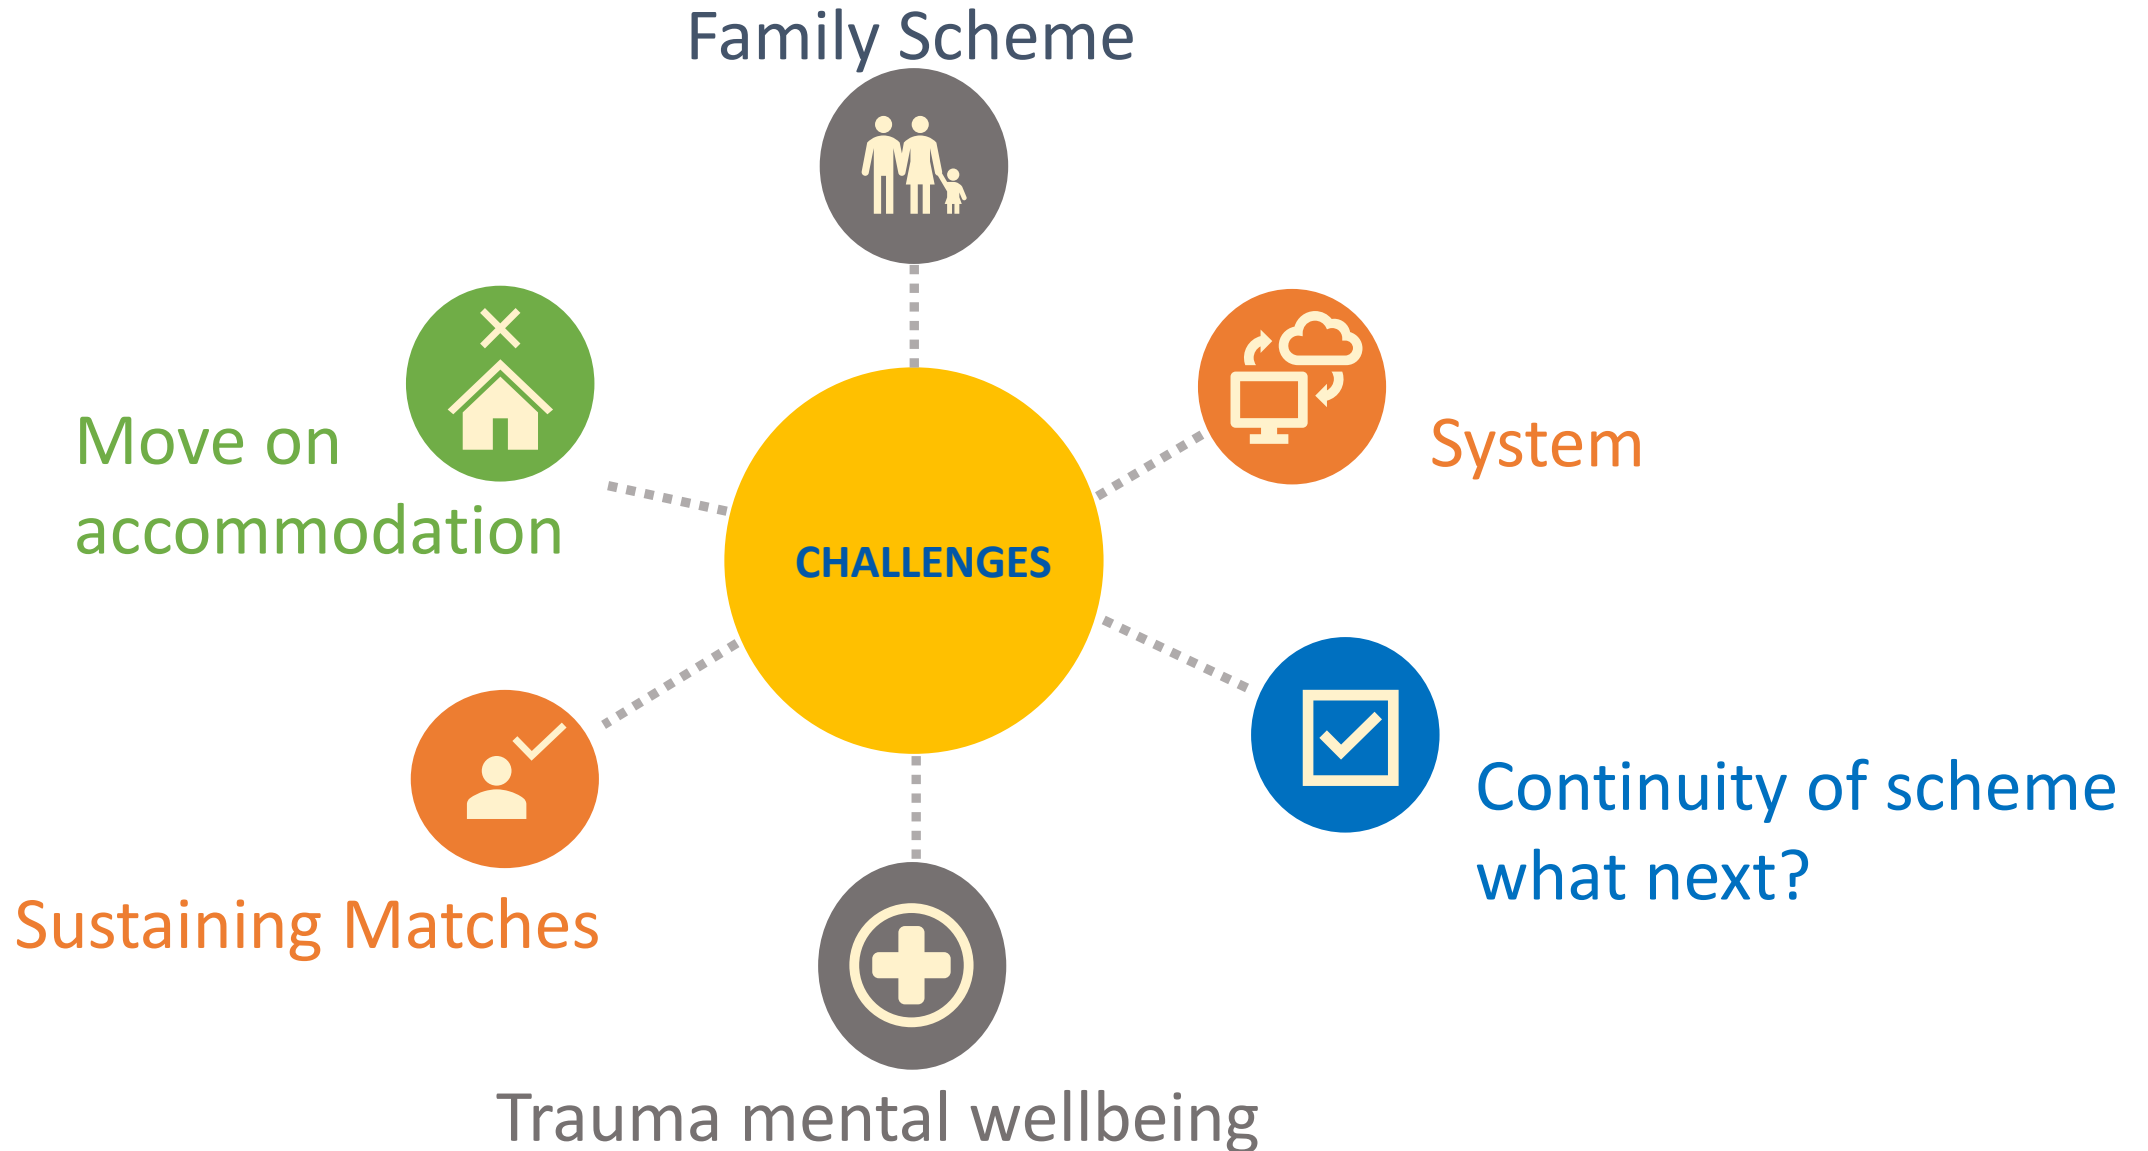 Family Scheme
System
Move on
accommodation
CHALLENGES
Continuity of scheme
what next?
Sustaining Matches
Trauma mental wellbeing